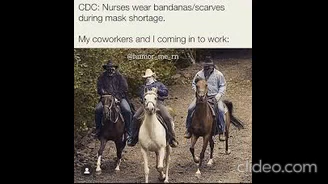 CDC: Nurses wear bandanas/scarves
during mask shortage.
My coworkers and I coming in to work:
@humor_me_rn
clideo.com